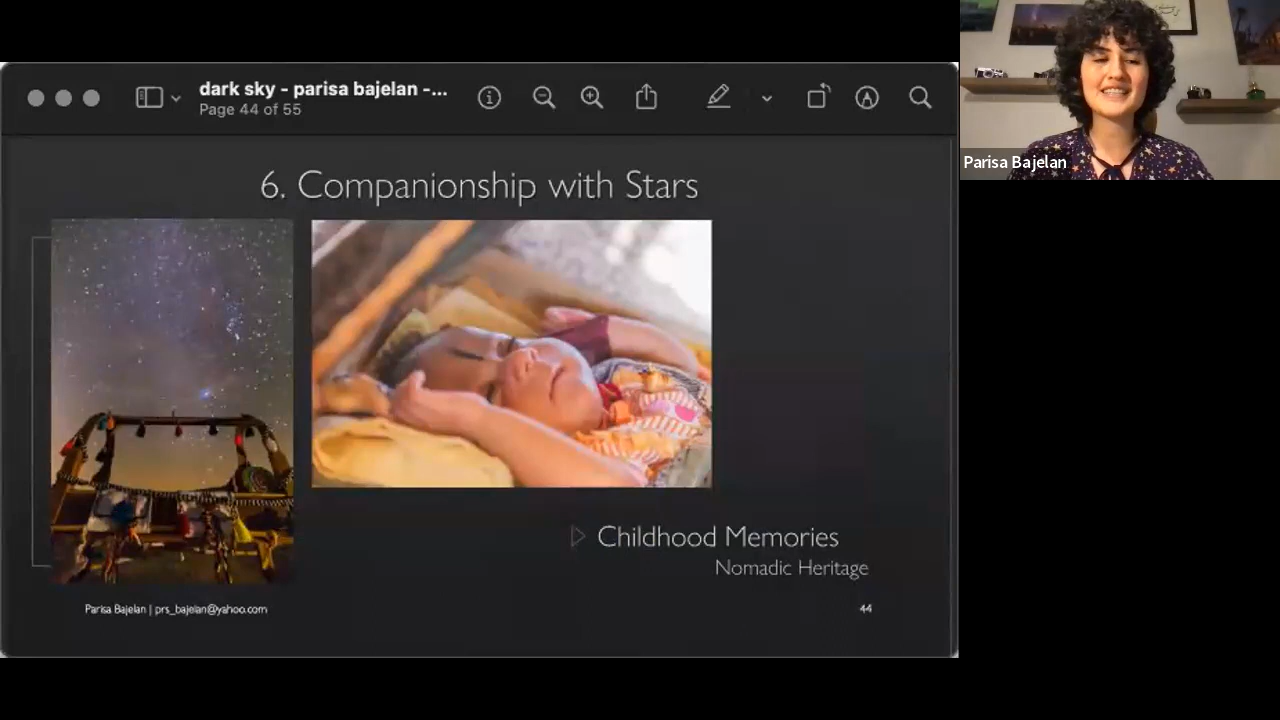 dark sky - parisa bajelan -...
Page 44 of 55
Parisa Bajelan
6. Companionship with Stars
Childhood Memories
Nomadic Heritage
Parisa Bajelan | prs_bajelan@yahoo.com
44